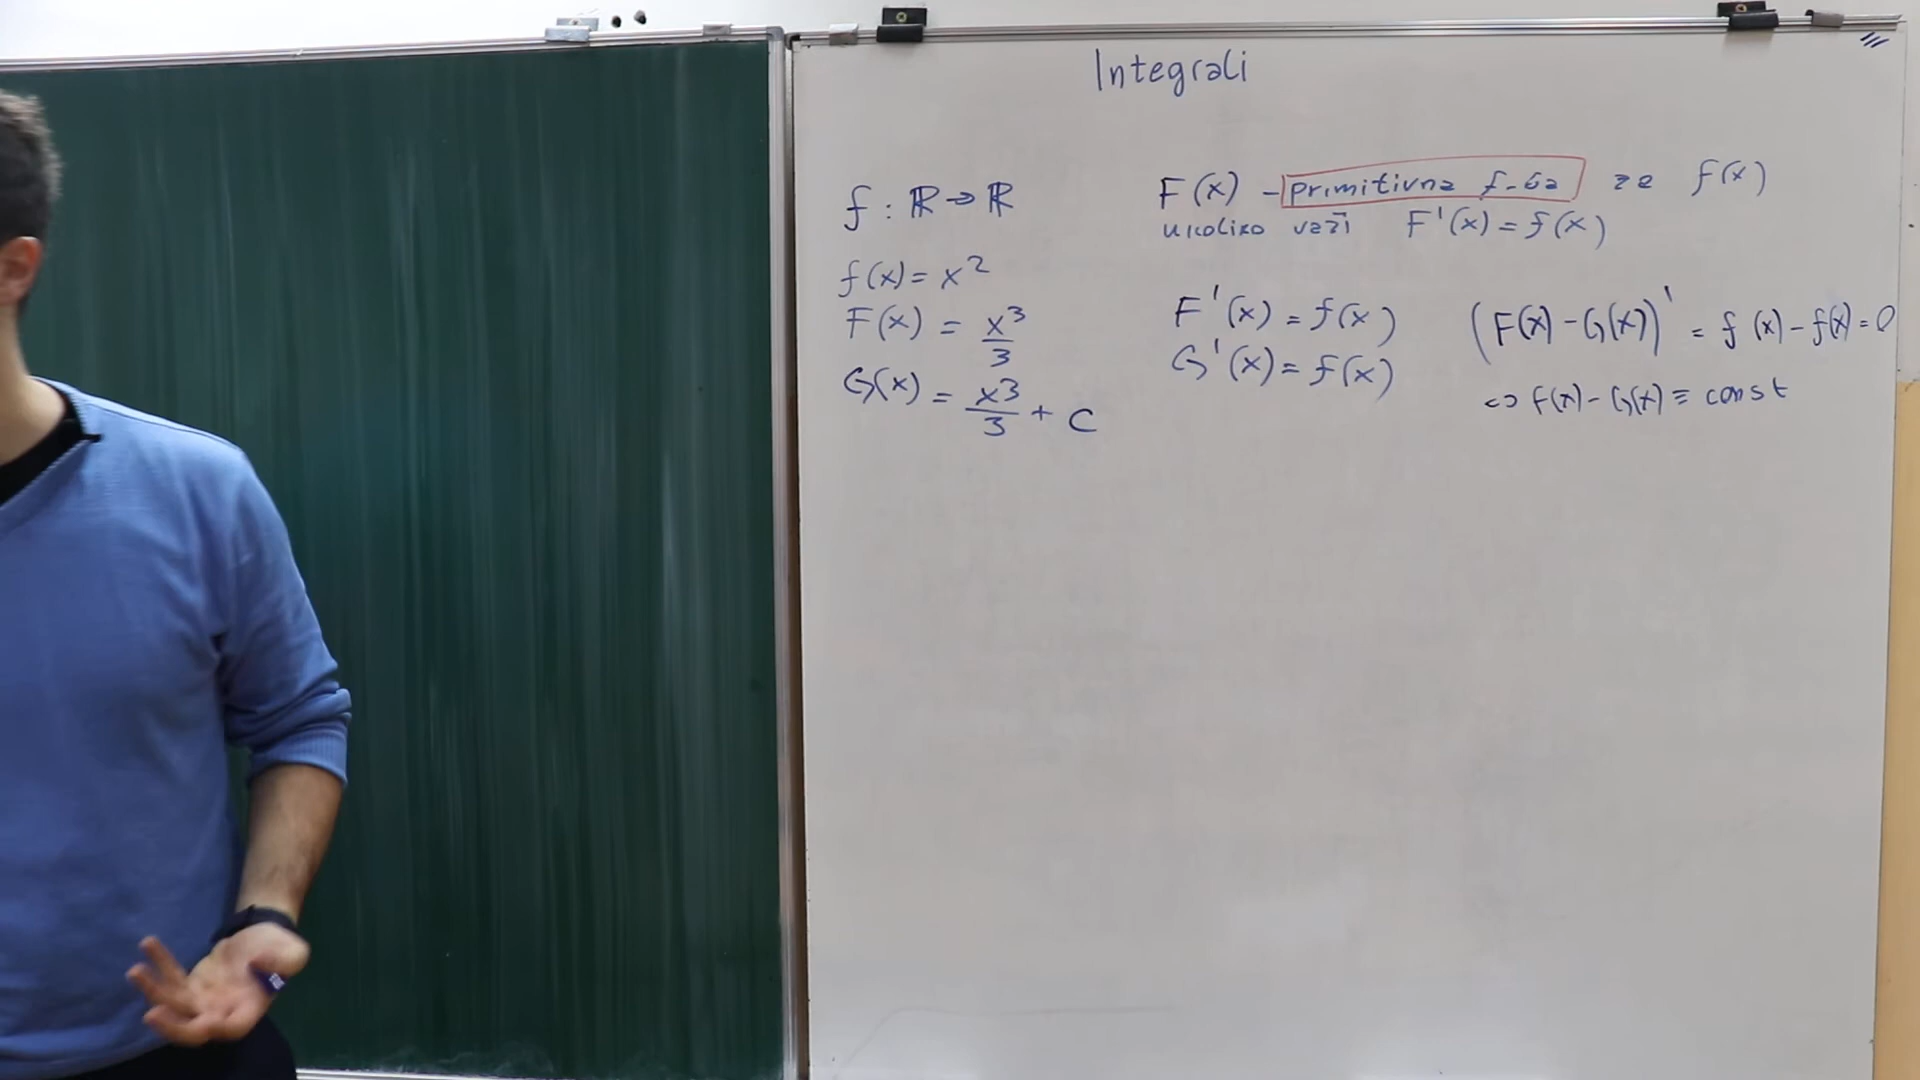 Integrali
f : ℝ → ℝ
f(x) = x²
F(x) = x³/3
G(x) = x³/3 + C
F(x) - primitivna f-ja za f(x)
ukoliko važi F'(x) = f(x)
F'(x) = f(x)
G'(x) = f(x)
(F(x) - G(x))' = f(x) - f(x) = 0
⇔ F(x) - G(x) ≡ const